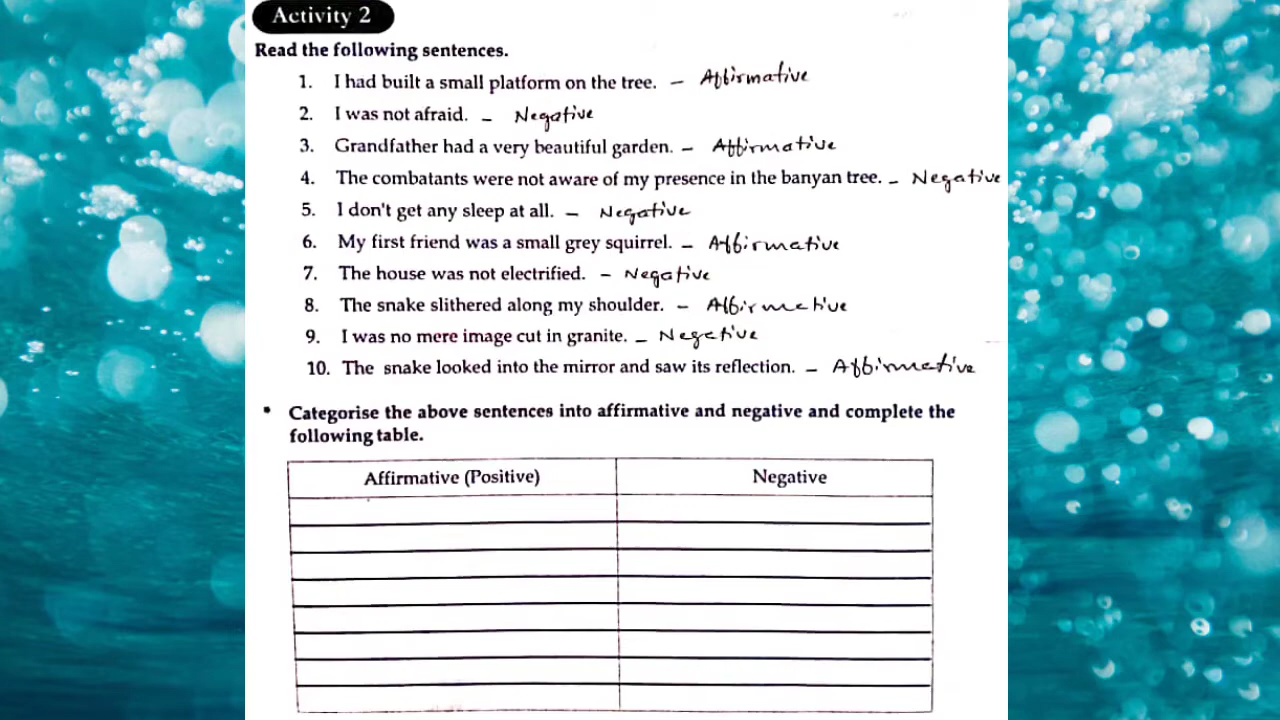 Activity 2
Read the following sentences.
1. I had built a small platform on the tree. – Affirmative
2. I was not afraid. – Negative
3. Grandfather had a very beautiful garden. – Affirmative
4. The combatants were not aware of my presence in the banyan tree. – Negative
5. I don't get any sleep at all. – Negative
6. My first friend was a small grey squirrel. – Affirmative
7. The house was not electrified. – Negative
8. The snake slithered along my shoulder. – Affirmative
9. I was no mere image cut in granite. – Negative
10. The snake looked into the mirror and saw its reflection. – Affirmative
• Categorise the above sentences into affirmative and negative and complete the
following table.
Affirmative (Positive) Negative